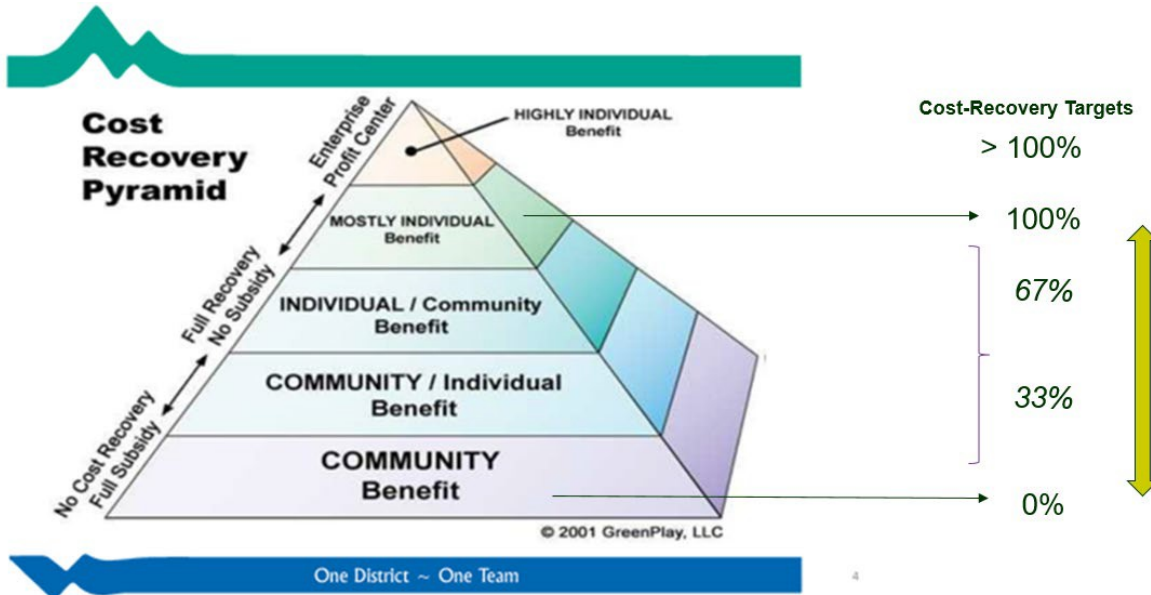 Cost
Recovery
Pyramid
Enterprise
Profit Center
HIGHLY INDIVIDUAL
Benefit
MOSTLY INDIVIDUAL
Benefit
Full Recovery
No Subsidy
INDIVIDUAL / Community
Benefit
COMMUNITY / Individual
Benefit
No Cost Recovery
Full Subsidy
COMMUNITY
Benefit
© 2001 GreenPlay, LLC
Cost-Recovery Targets
> 100%
100%
67%
33%
0%
One District ~ One Team
4